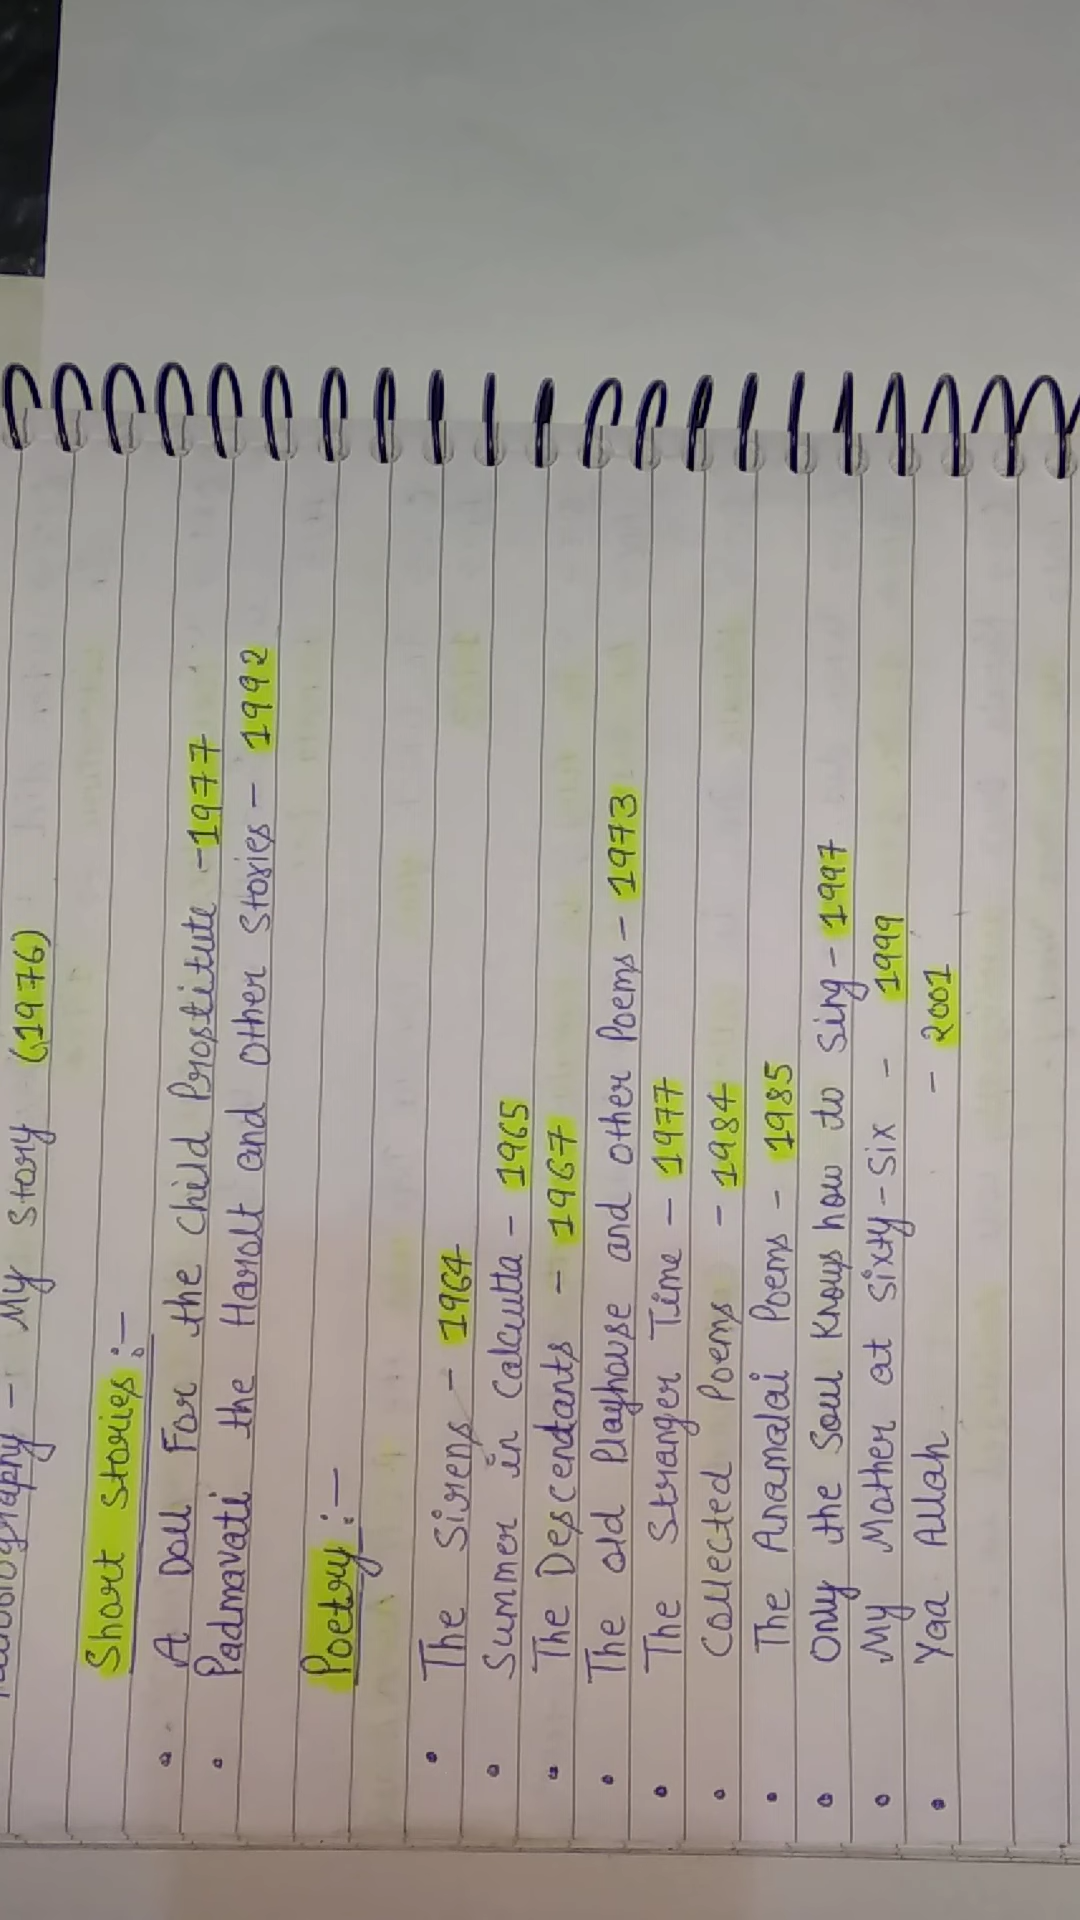 Autobiography - My Story (1976)
Short Stories :-
A Doll For the Child Prostitute - 1977
Padmavati the Harolt and Other Stories - 1992
Poetry :-
The Sirens - 1964
Summer in Calcutta - 1965
The Descendants - 1967
The old Playhouse and other Poems - 1973
The Stranger Time - 1977
Collected Poems - 1984
The Anamalai Poems - 1985
Only the Soul Knows how to Sing - 1997
My Mother at Sixty-Six - 1999
Yaa Allah - 2001